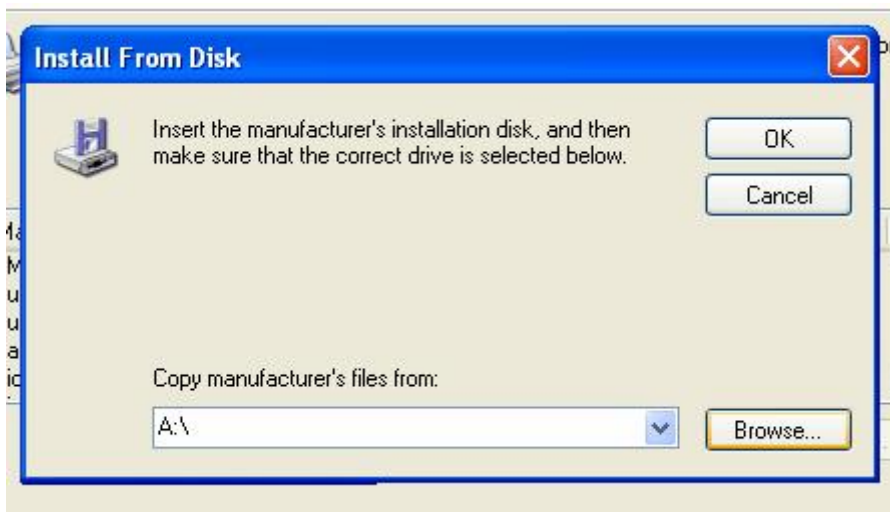 Install From Disk
Insert the manufacturer's installation disk, and then
make sure that the correct drive is selected below.
OK
Cancel
Copy manufacturer's files from:
A:\
Browse...